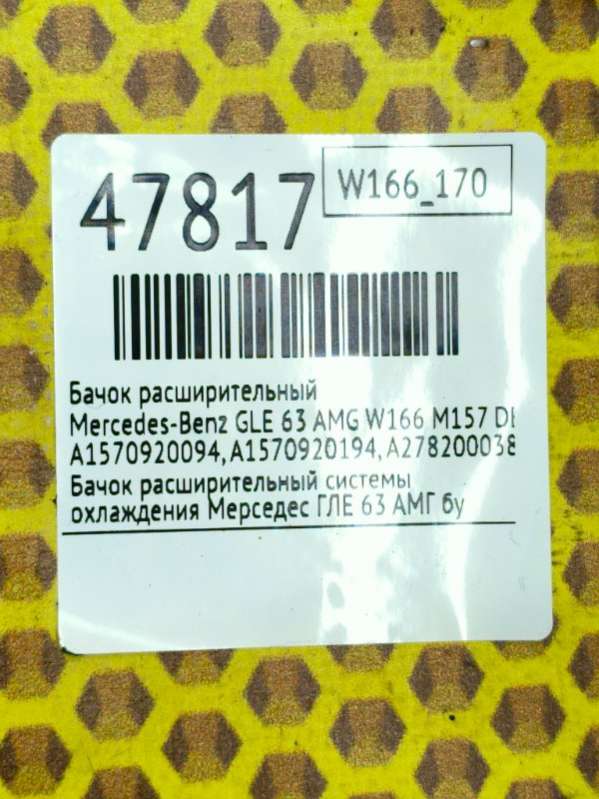 47817
W166_170
Бачок расширительный
Mercedes-Benz GLE 63 AMG W166 M157
A1570920094, A1570920194, A278200038
Бачок расширительный системы
охлаждения Мерседес ГЛЕ 63 АМГ бу